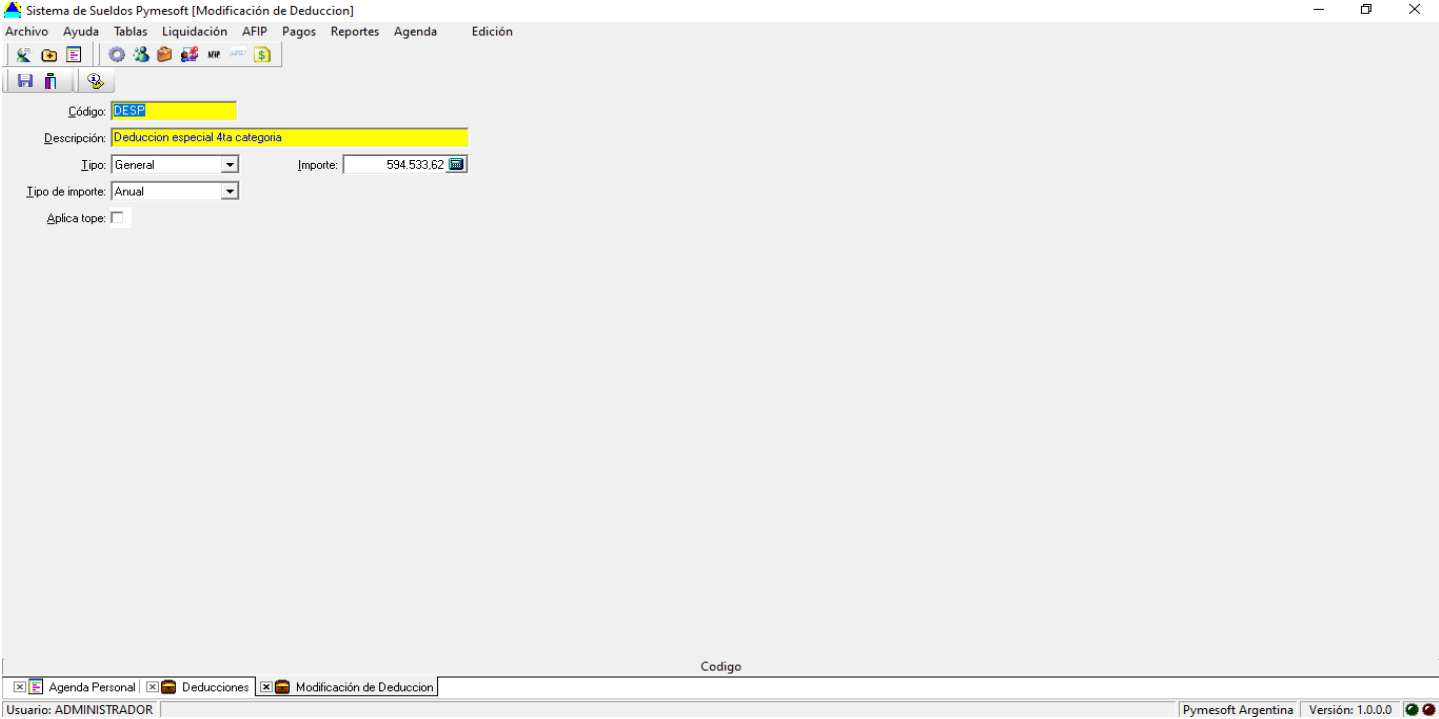 Sistema de Sueldos Pymesoft [Modificación de Deduccion]
Archivo Ayuda Tablas Liquidación AFIP Pagos Reportes Agenda Edición
AFIP
Código: DESP
Descripción: Deduccion especial 4ta categoria
Tipo: General Importe: 594.533,62
Tipo de importe: Anual
Aplica tope:
Codigo
Agenda Personal Deducciones Modificación de Deduccion
Usuario: ADMINISTRADOR Pymesoft Argentina Versión: 1.0.0.0